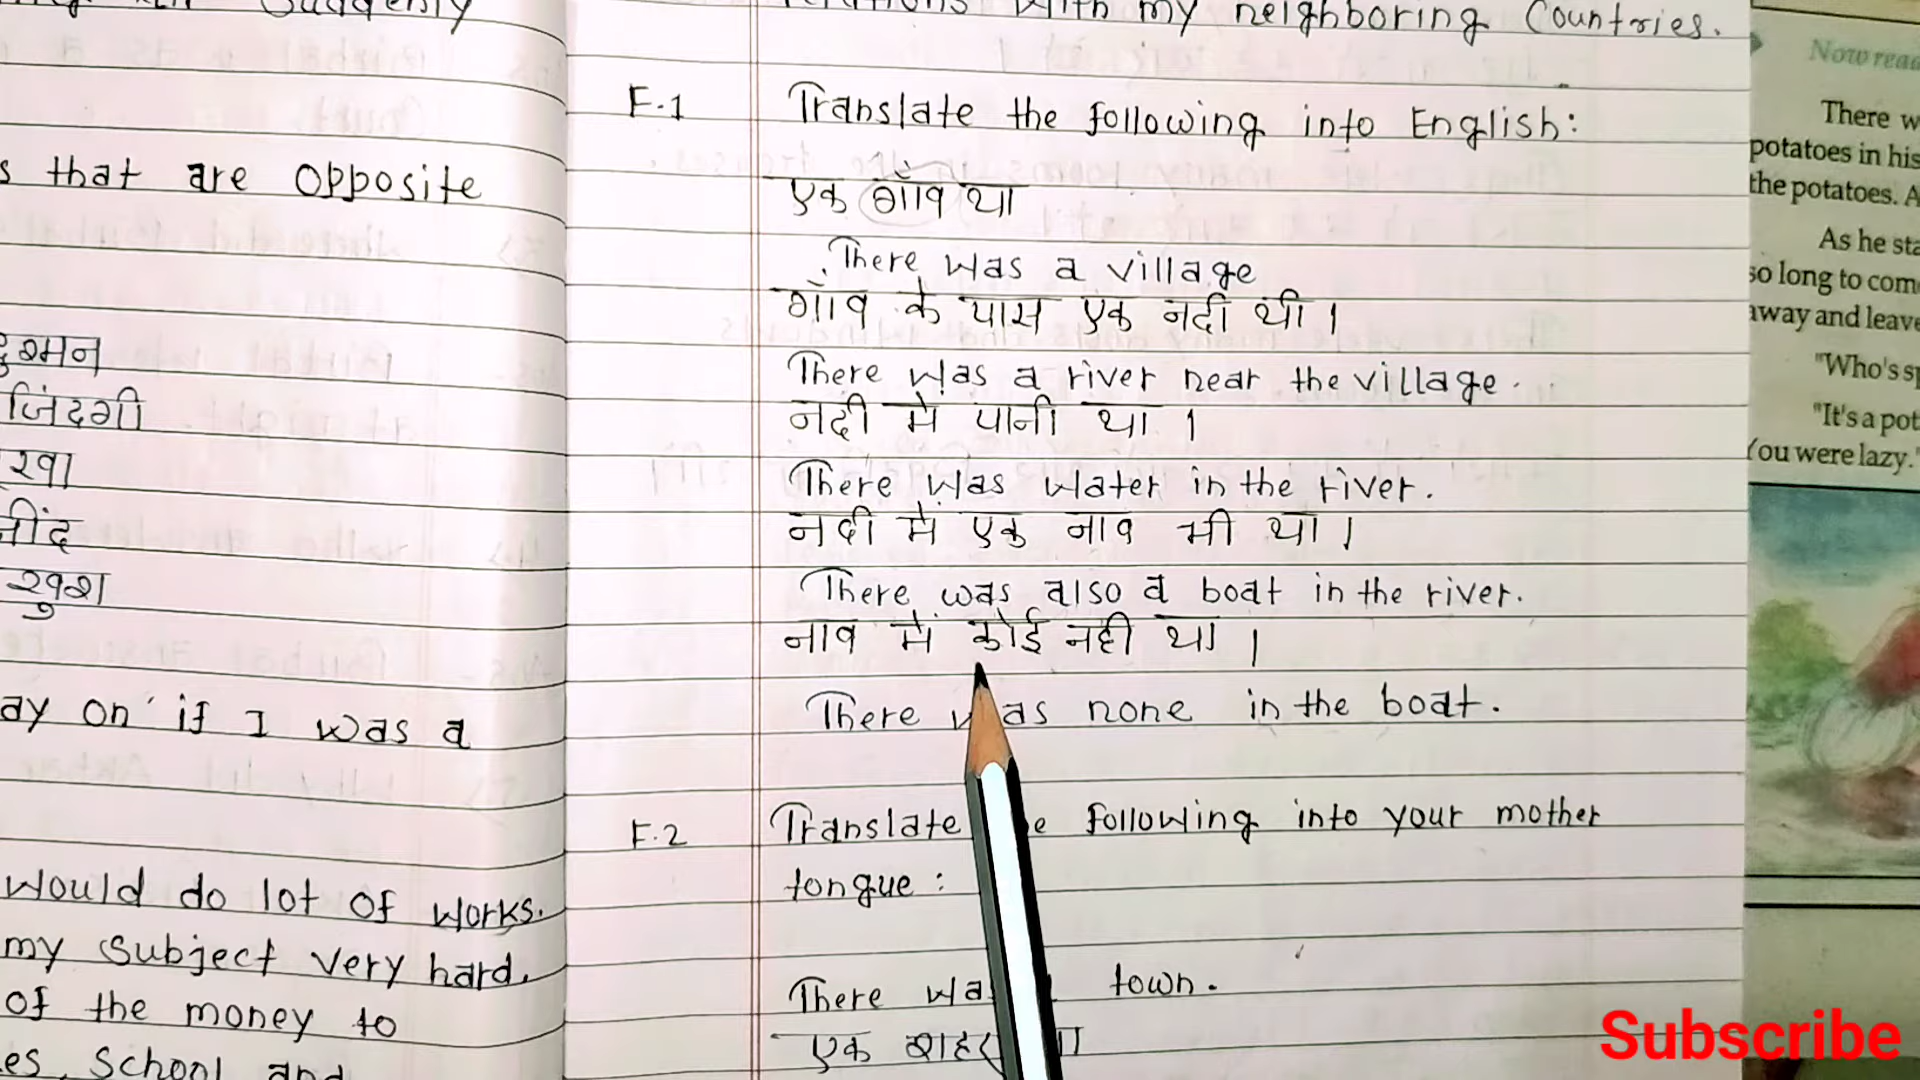 Suddenly
s that are opposite
जिंदगी
ay on if I was a
would do lot of works.
my subject very hard.
of the money to
es, school and
with my neighboring Countries.
F.1 Translate the following into English:
एक गाँव था
There was a village
गाँव के पास एक नदी थी।
There was a river near the village.
नदी में पानी था।
There was water in the river.
नदी में एक नाव भी था।
There was also a boat in the river.
नाव में कोई नही था।
There was none in the boat.
F.2 Translate following into your mother
tongue:
There town.
एक शहर
Now read
There w
potatoes in his
the potatoes. A
As he sta
so long to com
away and leave
"Who's sp
"It's a pot
You were lazy."
Subscribe